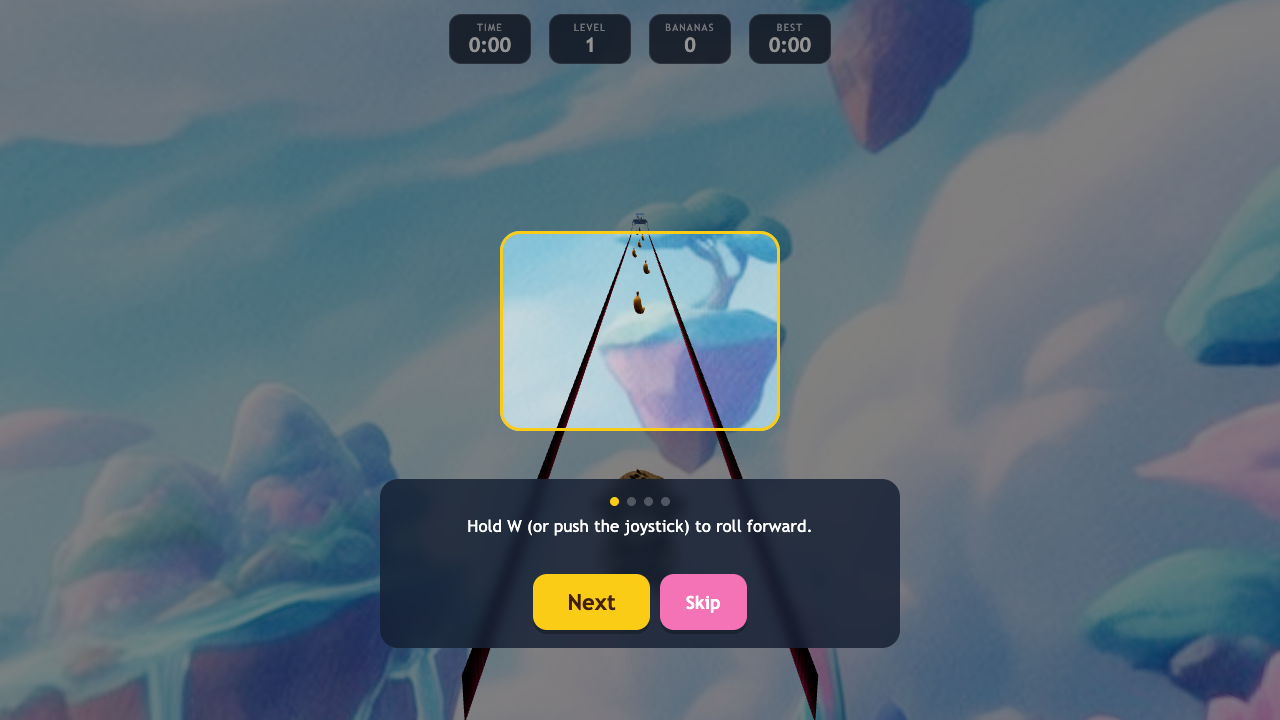 TIME
0:00
LEVEL
1
BANANAS
0
BEST
0:00
Hold W (or push the joystick) to roll forward.
Next
Skip